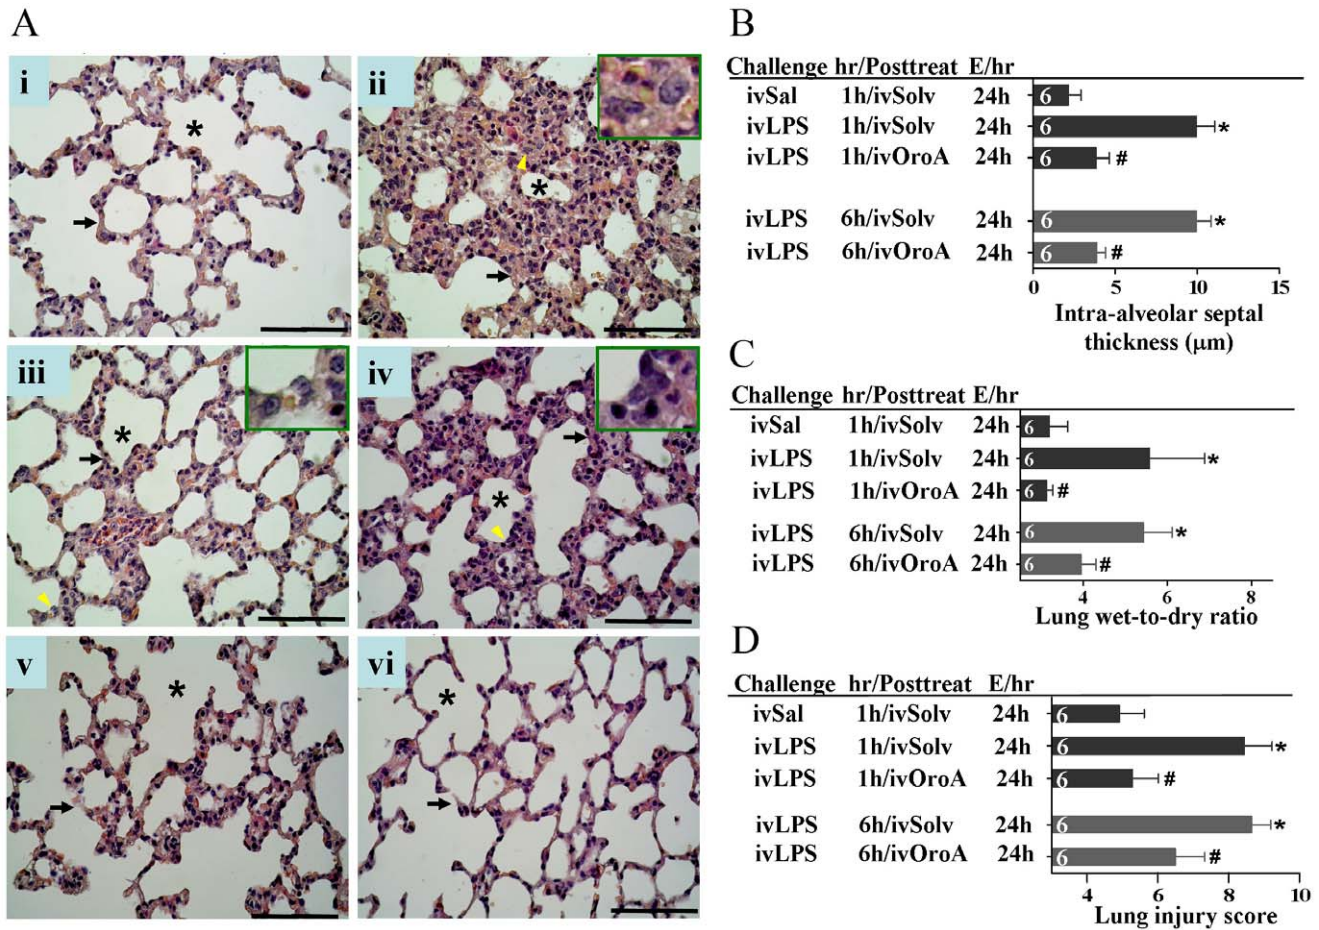 A
i
*
ii
*
iii
*
iv
*
v
*
vi
*
B
Challenge hr/Posttreat E/hr
ivSal 1h/ivSolv 24h 6
ivLPS 1h/ivSolv 24h 6 *
ivLPS 1h/ivOroA 24h 6 #
ivLPS 6h/ivSolv 24h 6 *
ivLPS 6h/ivOroA 24h 6 #
0 5 10 15
Intra-alveolar septal
thickness (μm)
C
Challenge hr/Posttreat E/hr
ivSal 1h/ivSolv 24h 6
ivLPS 1h/ivSolv 24h 6 *
ivLPS 1h/ivOroA 24h 6 #
ivLPS 6h/ivSolv 24h 6 *
ivLPS 6h/ivOroA 24h 6 #
4 6 8
Lung wet-to-dry ratio
D
Challenge hr/Posttreat E/hr
ivSal 1h/ivSolv 24h 6
ivLPS 1h/ivSolv 24h 6 *
ivLPS 1h/ivOroA 24h 6 #
ivLPS 6h/ivSolv 24h 6 *
ivLPS 6h/ivOroA 24h 6 #
4 6 8 10
Lung injury score